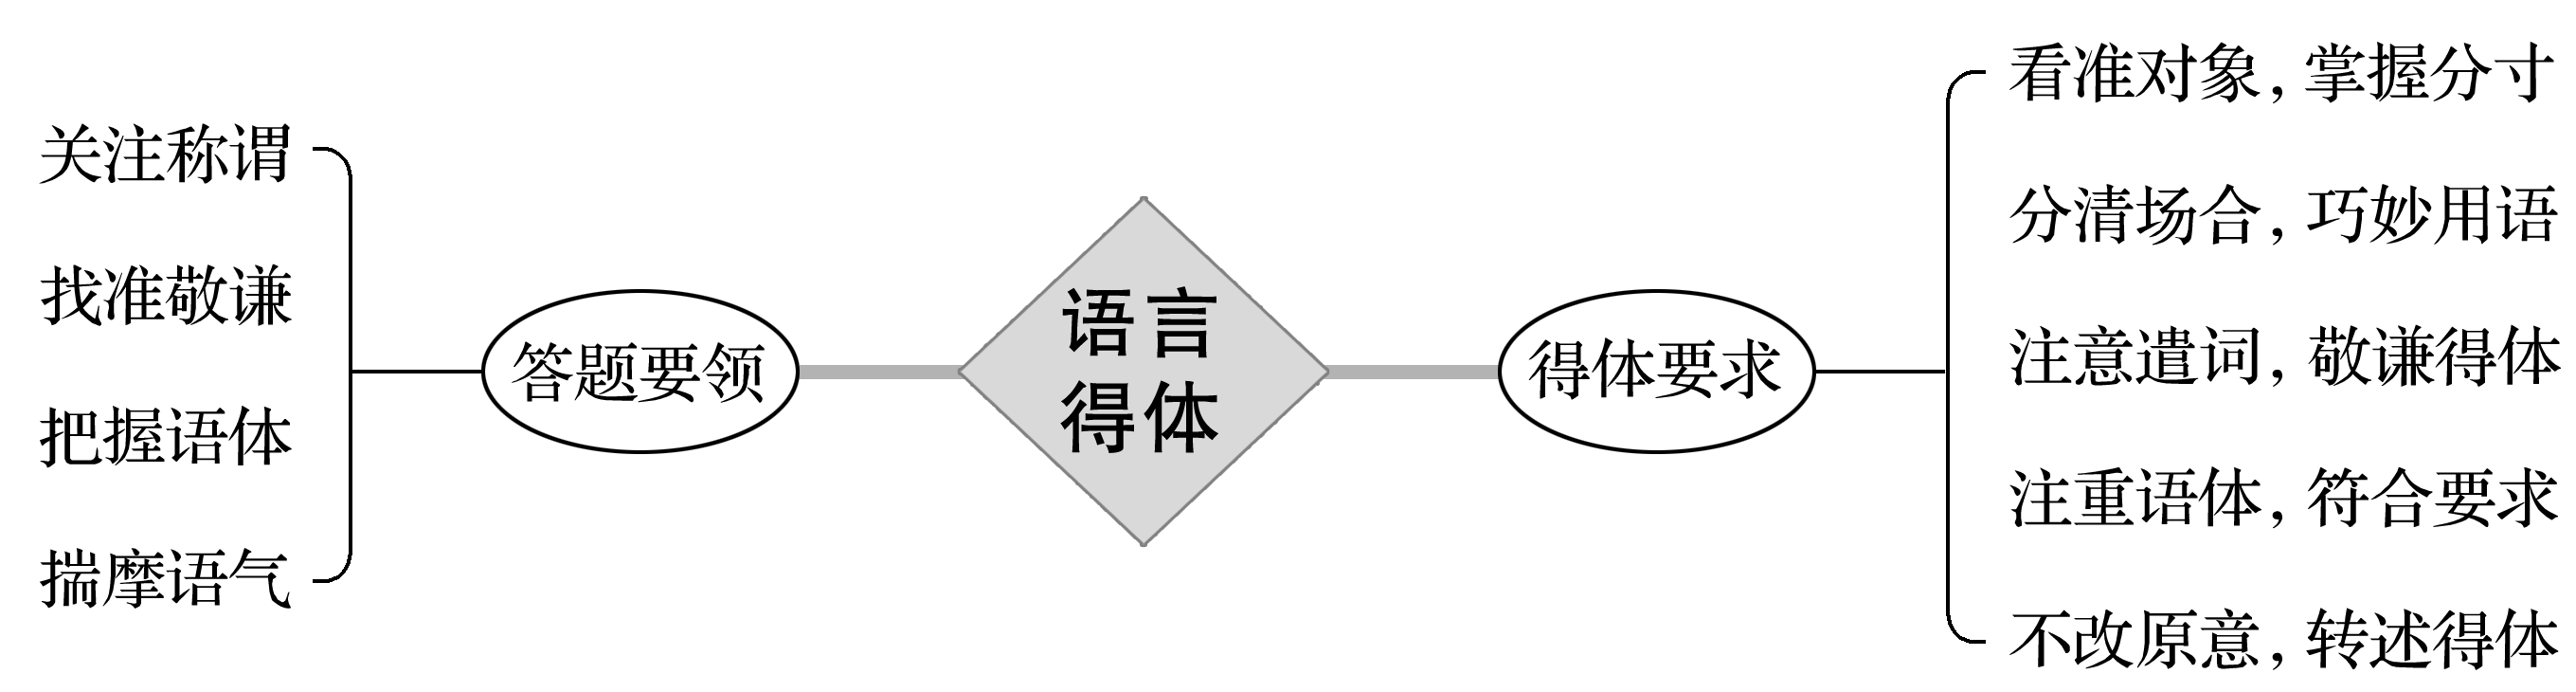 关注称谓
找准敬谦
把握语体
揣摩语气
答题要领
语言
得体
得体要求
看准对象，掌握分寸
分清场合，巧妙用语
注意遣词，敬谦得体
注重语体，符合要求
不改原意，转述得体